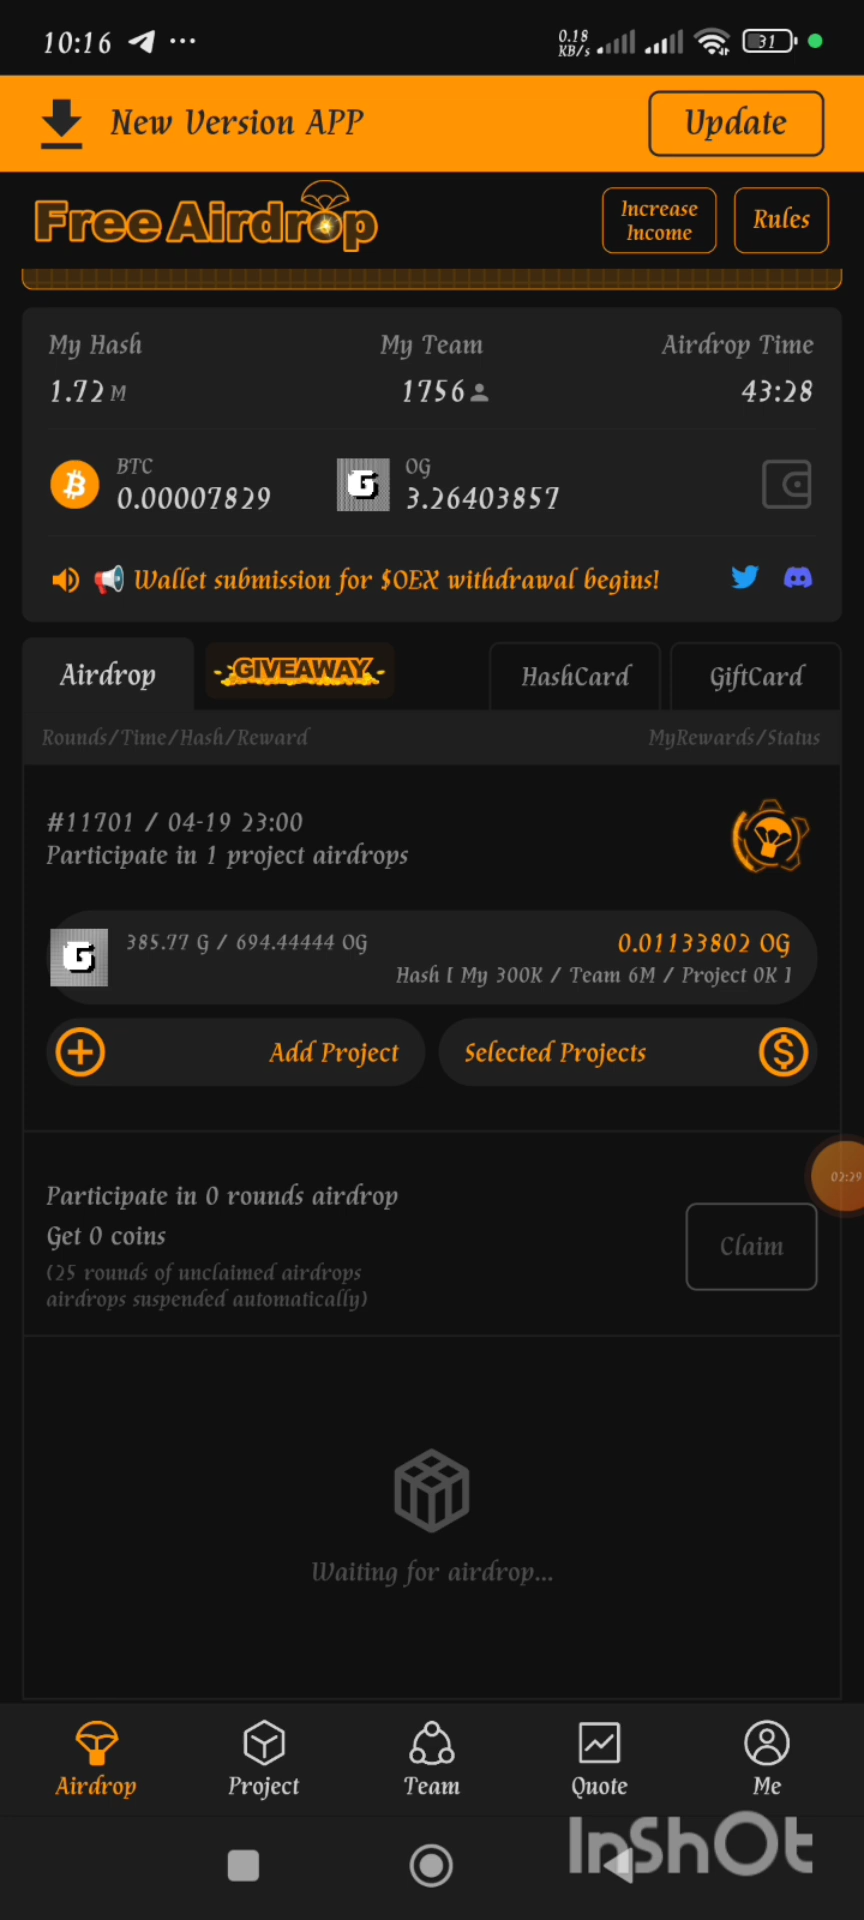 10:16
0.18
KB/s
31
New Version APP
Update
Free Airdrop
Increase
Income
Rules
My Hash
My Team
Airdrop Time
1.72 M
1756
43:28
BTC
0.00007829
OG
3.26403857
Wallet submission for $OEX withdrawal begins!
Airdrop
GIVEAWAY
HashCard
GiftCard
Rounds/Time/Hash/Reward
MyRewards/Status
#11701 / 04-19 23:00
Participate in 1 project airdrops
G
385.77 G / 694.44444 OG
0.01133802 OG
Hash [ My 300K / Team 6M / Project 0K ]
Add Project
Selected Projects
02:29
Participate in 0 rounds airdrop
Get 0 coins
(25 rounds of unclaimed airdrops
airdrops suspended automatically)
Claim
Waiting for airdrop...
Airdrop
Project
Team
Quote
Me
InShOt